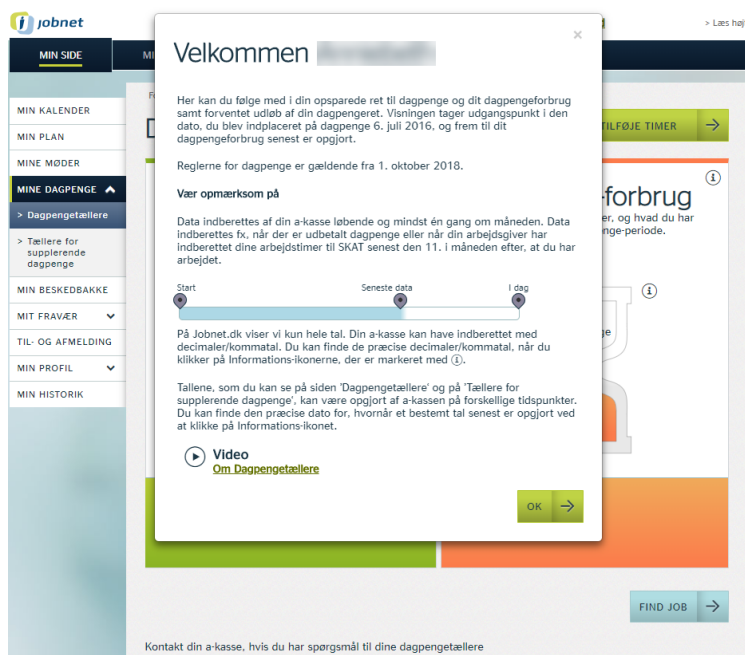 jobnet
> Læs høj
MIN SIDE
MI
Velkommen
×
MIN KALENDER
MIN PLAN
MINE MØDER
MINE DAGPENGE
> Dagpengetællere
> Tællere for
supplerende
dagpenge
MIN BESKEDBAKKE
MIT FRAVÆR
TIL- OG AFMELDING
MIN PROFIL
MIN HISTORIK
Her kan du følge med i din opsparede ret til dagpenge og dit dagpengeforbrug
samt forventet udløb af din dagpengeret. Visningen tager udgangspunkt i den
dato, du blev indplaceret på dagpenge 6. juli 2016, og frem til dit
dagpengeforbrug senest er opgjort.
Reglerne for dagpenge er gældende fra 1. oktober 2018.
Vær opmærksom på
Data indberettes af din a-kasse løbende og mindst én gang om måneden. Data
indberettes fx, når der er udbetalt dagpenge eller når din arbejdsgiver har
indberettet dine arbejdstimer til SKAT senest den 11. i måneden efter, at du har
arbejdet.
Start
Seneste data
I dag
På Jobnet.dk viser vi kun hele tal. Din a-kasse kan have indberettet med
decimaler/kommatal. Du kan finde de præcise decimaler/kommatal, når du
klikker på Informations-ikonerne, der er markeret med ⓘ.
Tallene, som du kan se på siden 'Dagpengetællere' og på 'Tællere for
supplerende dagpenge', kan være opgjort af a-kassen på forskellige tidspunkter.
Du kan finde den præcise dato for, hvornår et bestemt tal senest er opgjort ved
at klikke på Informations-ikonet.
Video
Om Dagpengetællere
OK
TILFØJE TIMER
-forbrug
er, og hvad du har
nge-periode.
ge
FIND JOB
Kontakt din a-kasse, hvis du har spørgsmål til dine dagpengetællere